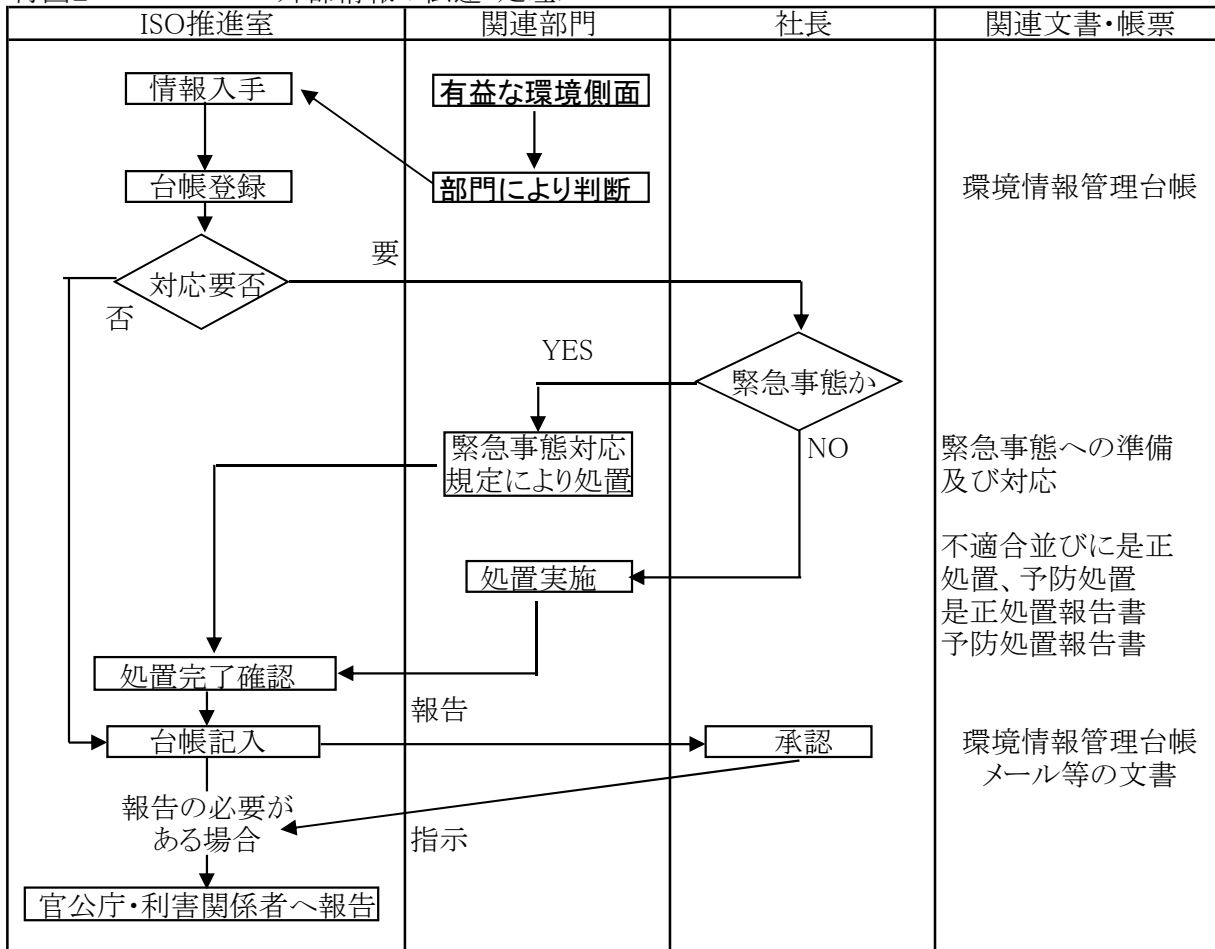 ISO推進室 関連部門 社長 関連文書・帳票
情報入手 有益な環境側面
台帳登録 部門により判断 環境情報管理台帳
要
対応要否
否
YES
緊急事態か
緊急事態対応 NO 緊急事態への準備
規定により処置 及び対応
不適合並びに是正
処置実施 処置、予防処置
是正処置報告書
予防処置報告書
処置完了確認
報告
台帳記入 承認 環境情報管理台帳
メール等の文書
報告の必要が
ある場合 指示
官公庁・利害関係者へ報告